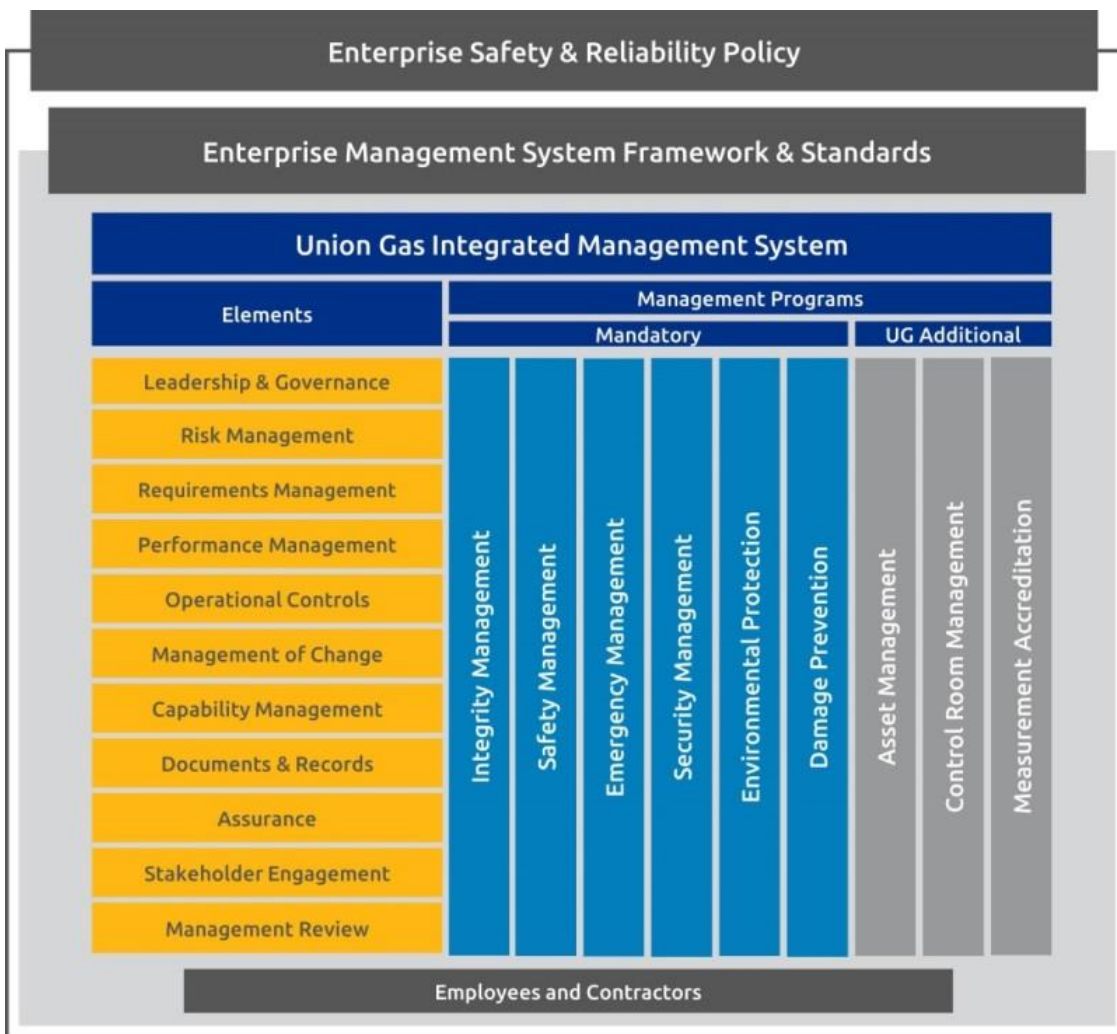 Enterprise Safety & Reliability Policy
Enterprise Management System Framework & Standards
Union Gas Integrated Management System
Elements
Management Programs
Mandatory
UG Additional
Leadership & Governance
Risk Management
Requirements Management
Performance Management
Operational Controls
Management of Change
Capability Management
Documents & Records
Assurance
Stakeholder Engagement
Management Review
Integrity Management
Safety Management
Emergency Management
Security Management
Environmental Protection
Damage Prevention
Asset Management
Control Room Management
Measurement Accreditation
Employees and Contractors